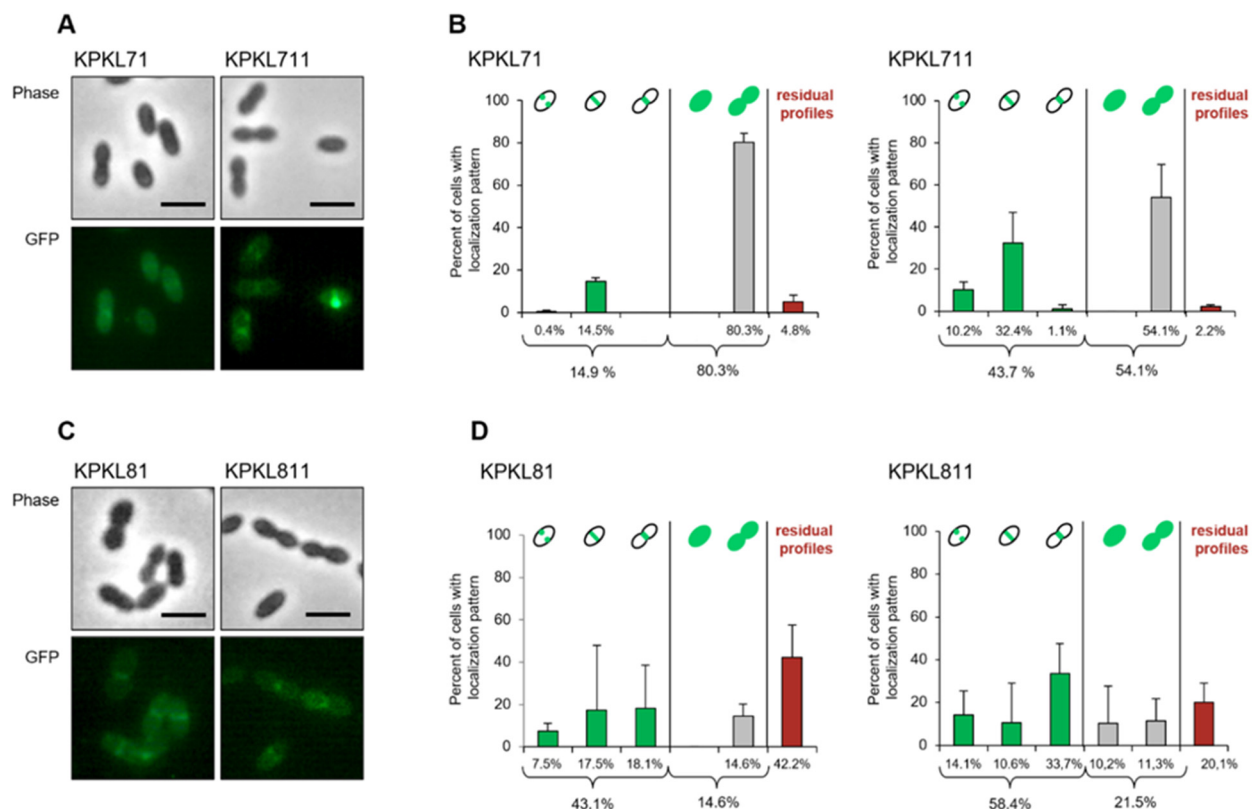 A
KPKL71 KPKL711
Phase
GFP
B
KPKL71
Percent of cells with
localization pattern
100
80
60
40
20
0
residual
profiles
0.4% 14.5% 80.3% 4.8%
14.9 % 80.3%
KPKL711
Percent of cells with
localization pattern
100
80
60
40
20
0
residual
profiles
10.2% 32.4% 1.1% 54.1% 2.2%
43.7 % 54.1%
C
KPKL81 KPKL811
Phase
GFP
D
KPKL81
Percent of cells with
localization pattern
100
80
60
40
20
0
residual
profiles
7.5% 17.5% 18.1% 14.6% 42.2%
43.1% 14.6%
KPKL811
Percent of cells with
localization pattern
100
80
60
40
20
0
residual
profiles
14.1% 10.6% 33,7% 10,2% 11,3% 20,1%
58.4% 21.5%